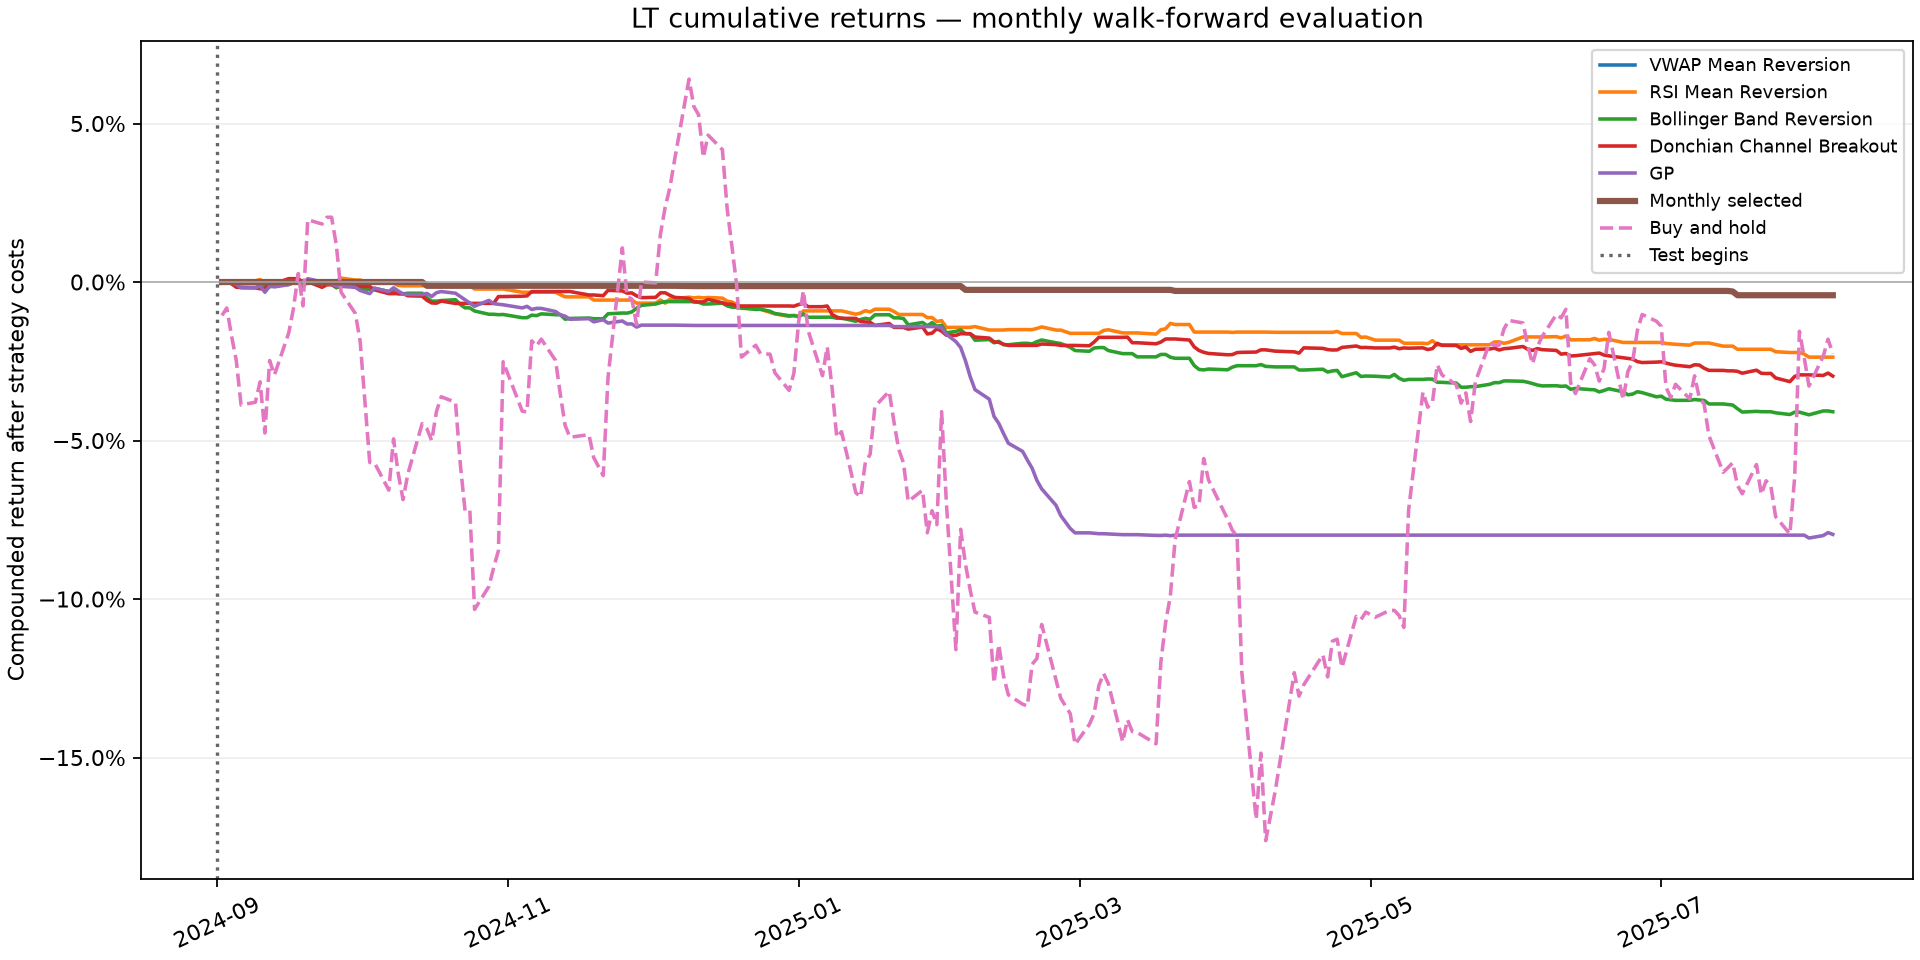 LT cumulative returns — monthly walk-forward evaluation
Compounded return after strategy costs
5.0%
0.0%
−5.0%
−10.0%
−15.0%
2024-09
2024-11
2025-01
2025-03
2025-05
2025-07
VWAP Mean Reversion
RSI Mean Reversion
Bollinger Band Reversion
Donchian Channel Breakout
GP
Monthly selected
Buy and hold
Test begins